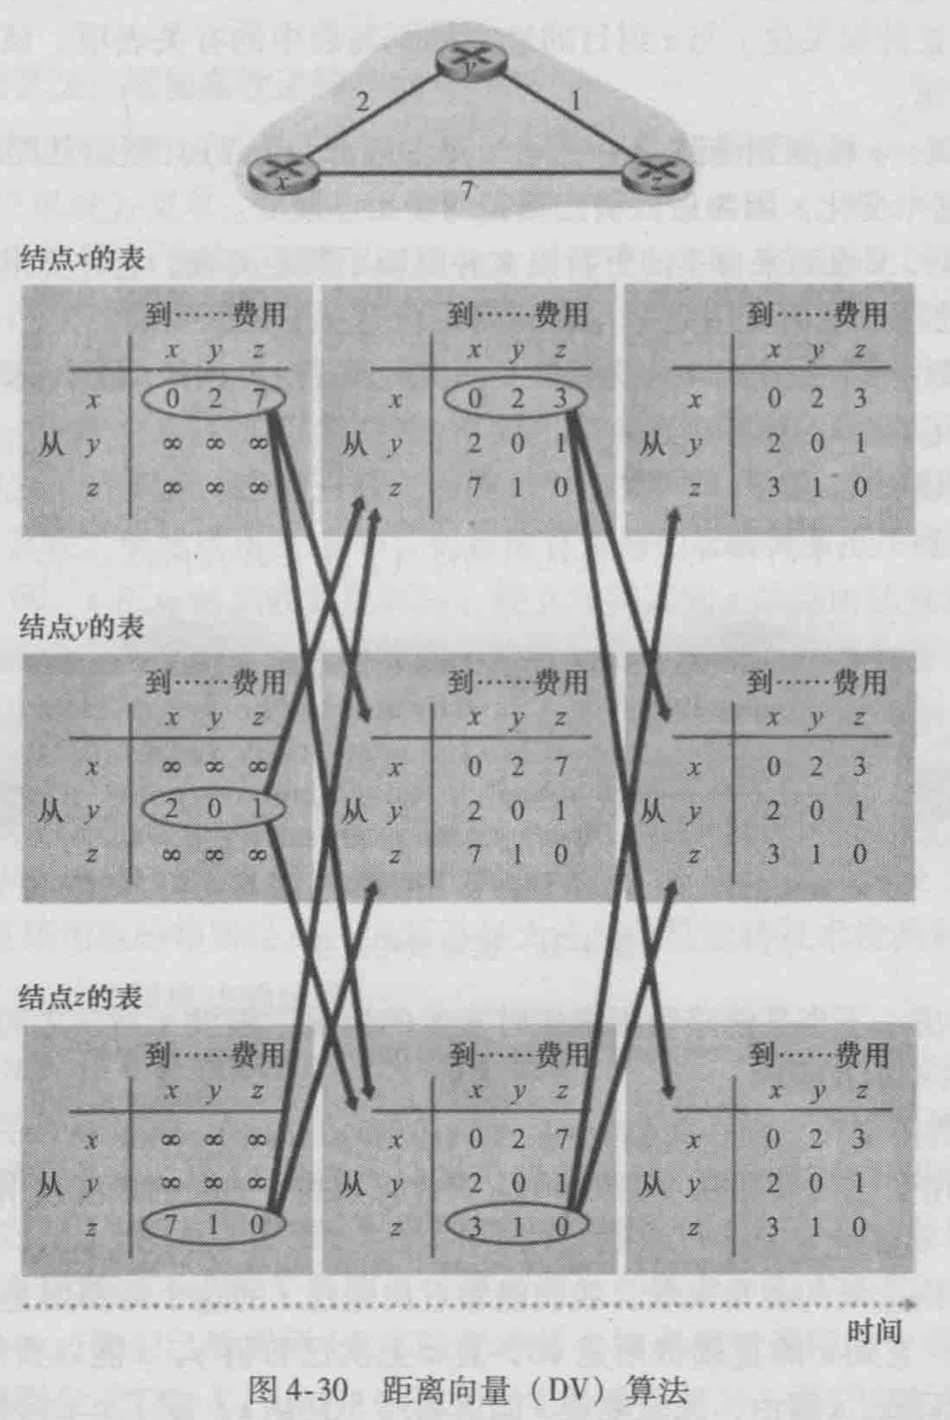 y
2
1
x
z
7
结点x的表
到……费用 到……费用 到……费用
x y z x y z x y z
x 0 2 7 x 0 2 3 x 0 2 3
从 y ∞ ∞ ∞ 从 y 2 0 1 从 y 2 0 1
z ∞ ∞ ∞ z 7 1 0 z 3 1 0
结点y的表
到……费用 到……费用 到……费用
x y z x y z x y z
x ∞ ∞ ∞ x 0 2 7 x 0 2 3
从 y 2 0 1 从 y 2 0 1 从 y 2 0 1
z ∞ ∞ ∞ z 7 1 0 z 3 1 0
结点z的表
到……费用 到……费用 到……费用
x y z x y z x y z
x ∞ ∞ ∞ x 0 2 7 x 0 2 3
从 y ∞ ∞ ∞ 从 y 2 0 1 从 y 2 0 1
z 7 1 0 z 3 1 0 z 3 1 0
时间
图 4-30 距离向量（DV）算法